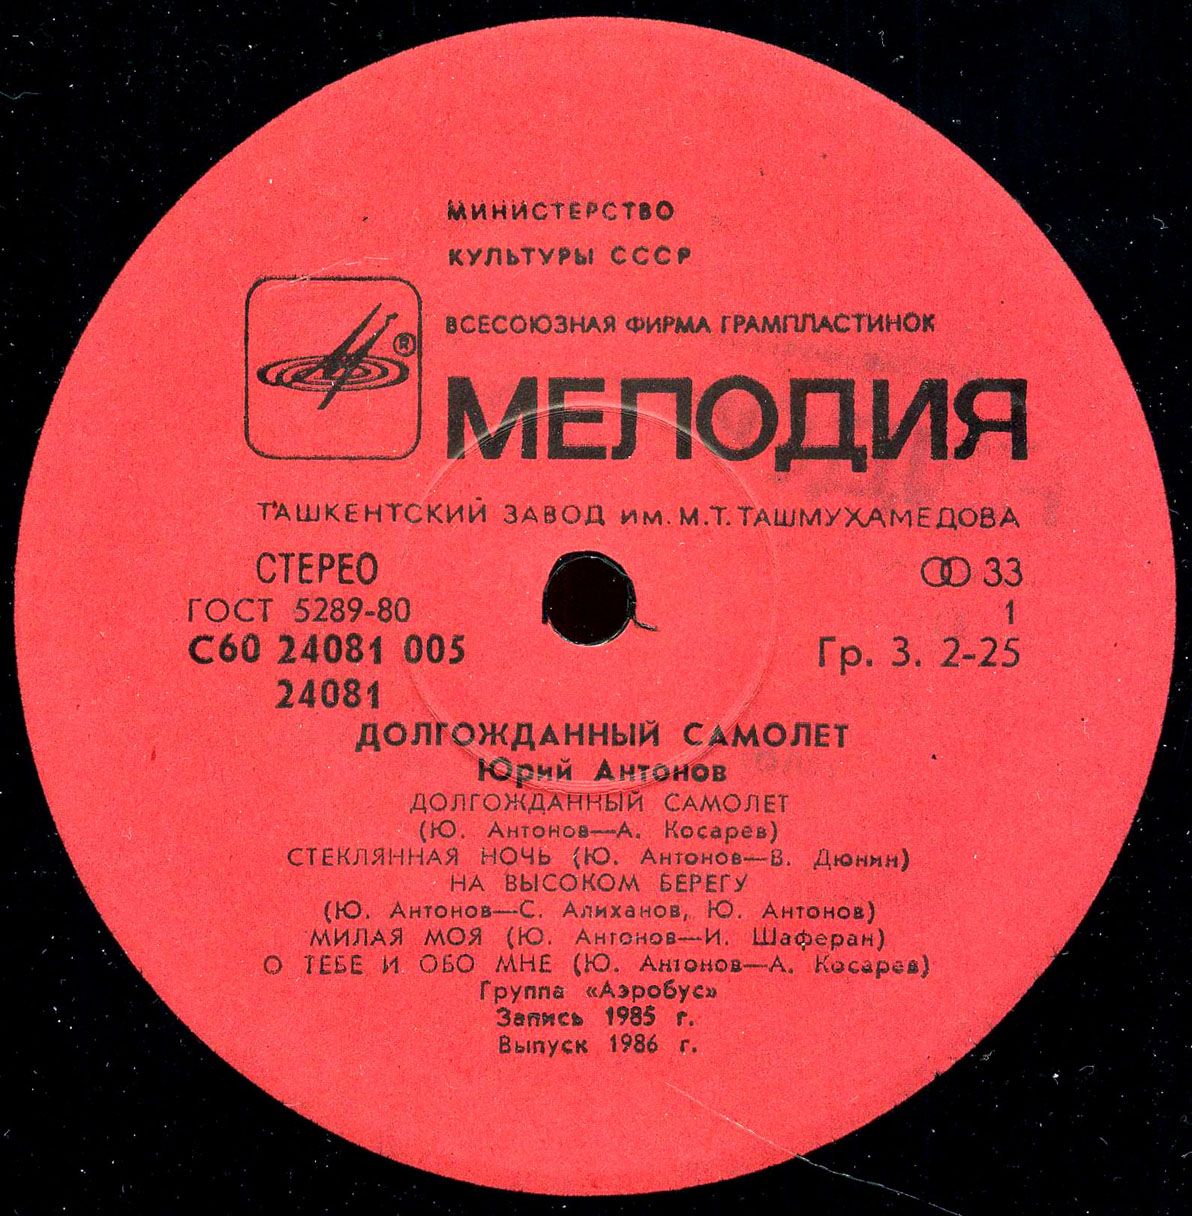 МИНИСТЕРСТВО
КУЛЬТУРЫ СССР
ВСЕСОЮЗНАЯ ФИРМА ГРАМПЛАСТИНОК
®
МЕЛОДИЯ
ТАШКЕНТСКИЙ ЗАВОД ИМ. М.Т. ТАШМУХАМЕДОВА
СТЕРЕО 33
ГОСТ 5289-80 1
С60 24081 005 Гр. 3. 2-25
24081
ДОЛГОЖДАННЫЙ САМОЛЕТ
Юрий Антонов
ДОЛГОЖДАННЫЙ САМОЛЕТ
(Ю. Антонов—А. Косарев)
СТЕКЛЯННАЯ НОЧЬ (Ю. Антонов—В. Дюнин)
НА ВЫСОКОМ БЕРЕГУ
(Ю. Антонов—С. Алиханов, Ю. Антонов)
МИЛАЯ МОЯ (Ю. Антонов—И. Шаферан)
О ТЕБЕ И ОБО МНЕ (Ю. Антонов—А. Косарев)
Группа «Аэробус»
Запись 1985 г.
Выпуск 1986 г.